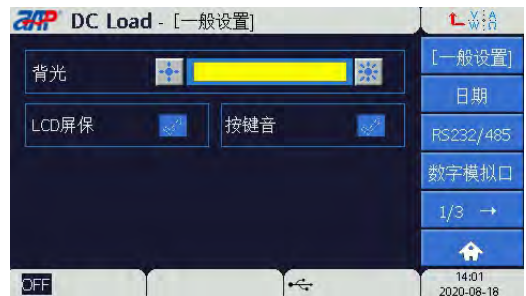 ZAP DC Load - [一般设置]
[一般设置]
背光
日期
LCD屏保
按键音
RS232/485
数字模拟口
1/3 →
OFF
14:01
2020-08-18